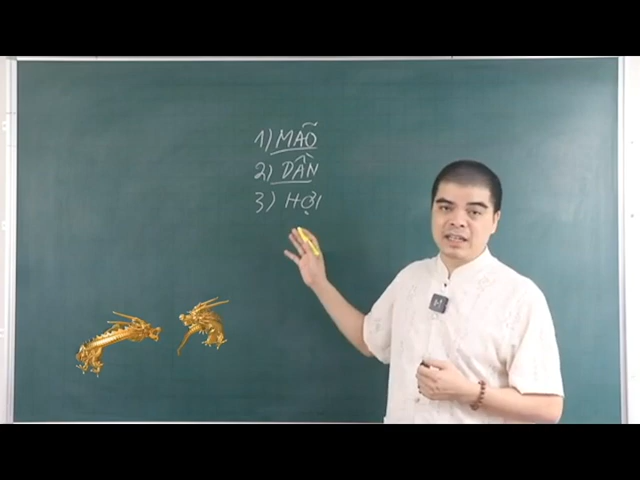 1) MÃO
2) DẦN
3) HỢI